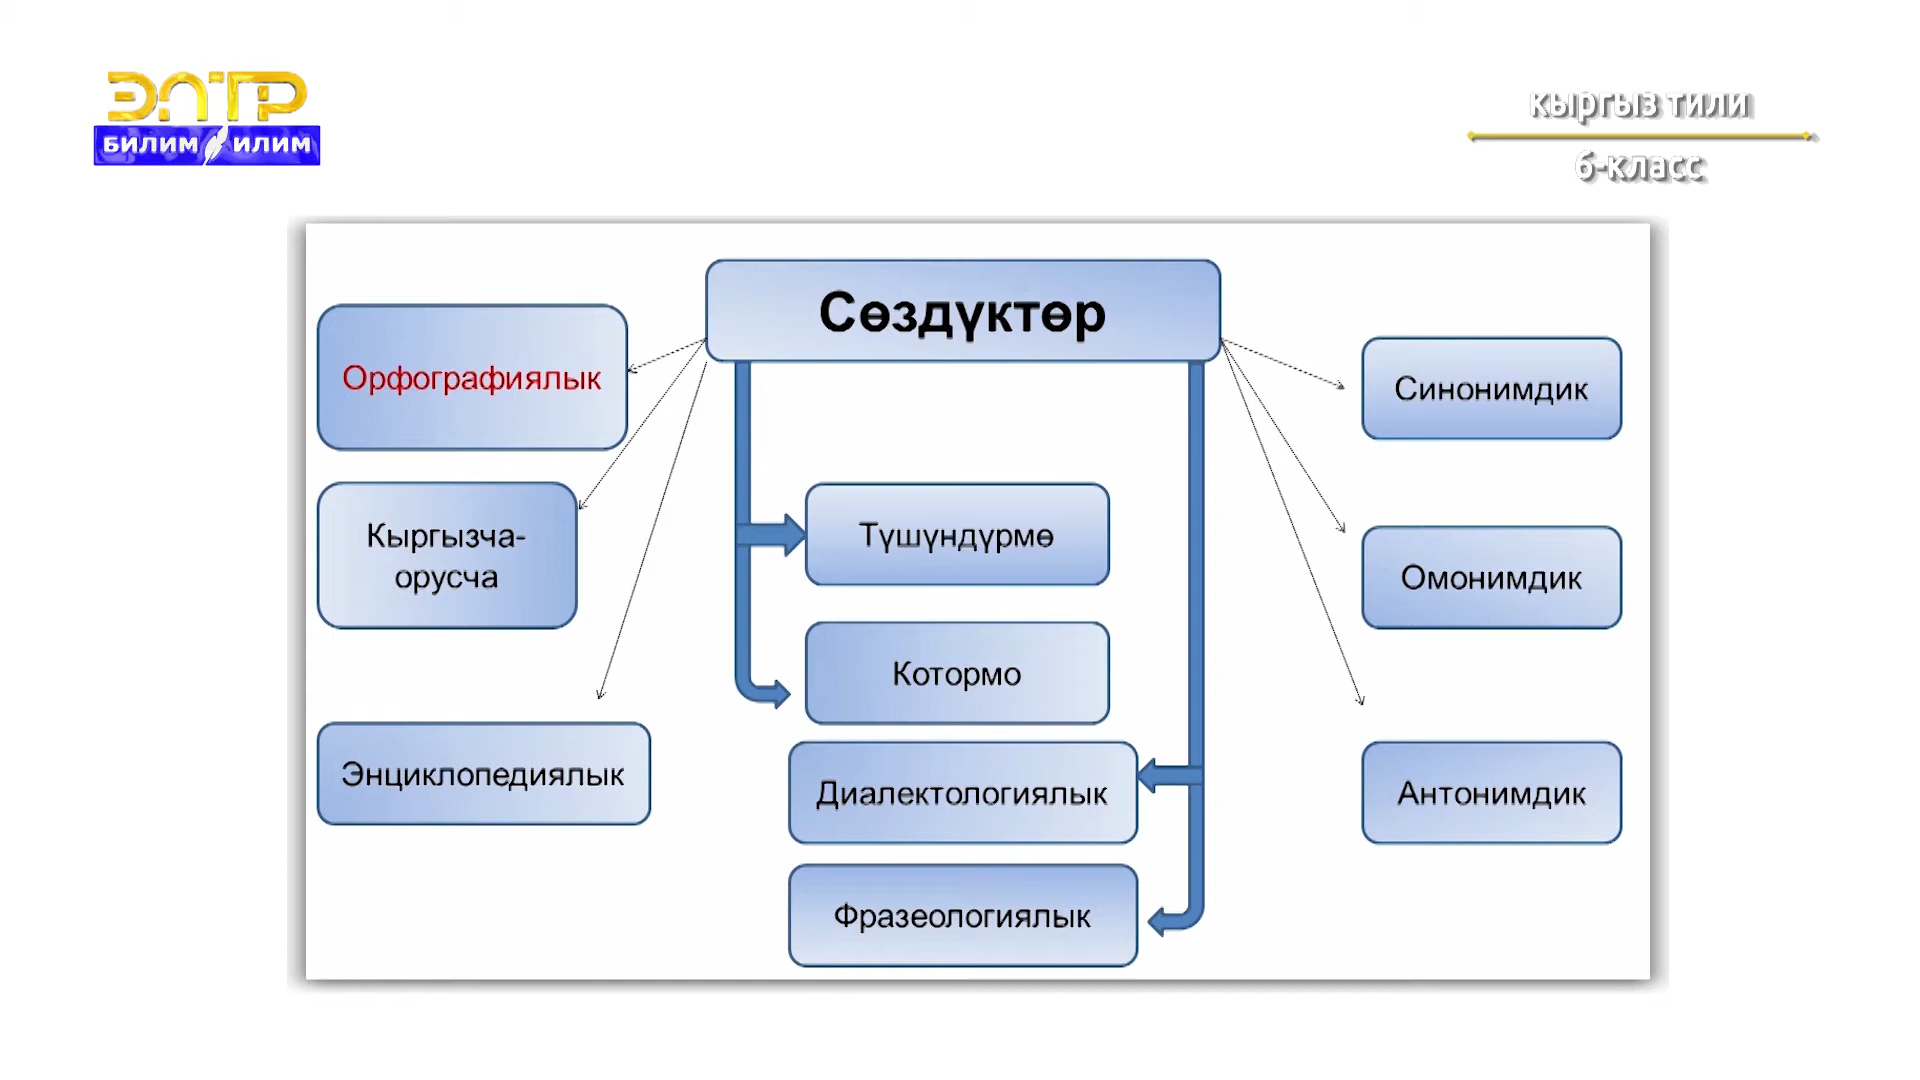 ЭЛТР
БИЛИМ ИЛИМ
кыргыз тили
6-класс
Сөздүктөр
Орфографиялык
Кыргызча-
орусча
Энциклопедиялык
Түшүндүрмө
Котормо
Диалектологиялык
Фразеологиялык
Синонимдик
Омонимдик
Антонимдик